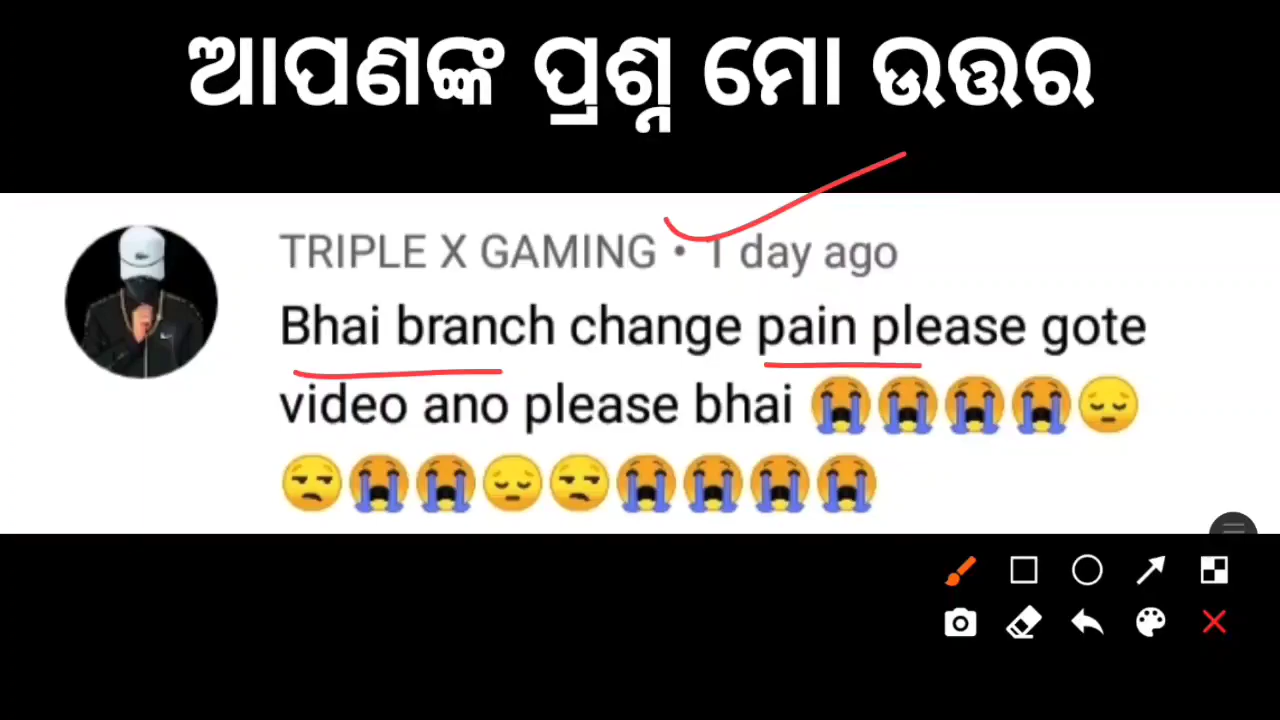 ଆପଣଙ୍କ ପ୍ରଶ୍ନ ମୋ ଉତ୍ତର
TRIPLE X GAMING • 1 day ago
Bhai branch change pain please gote
video ano please bhai 😭😭😭😭😔
😒😭😭😔😒😭😭😭😭